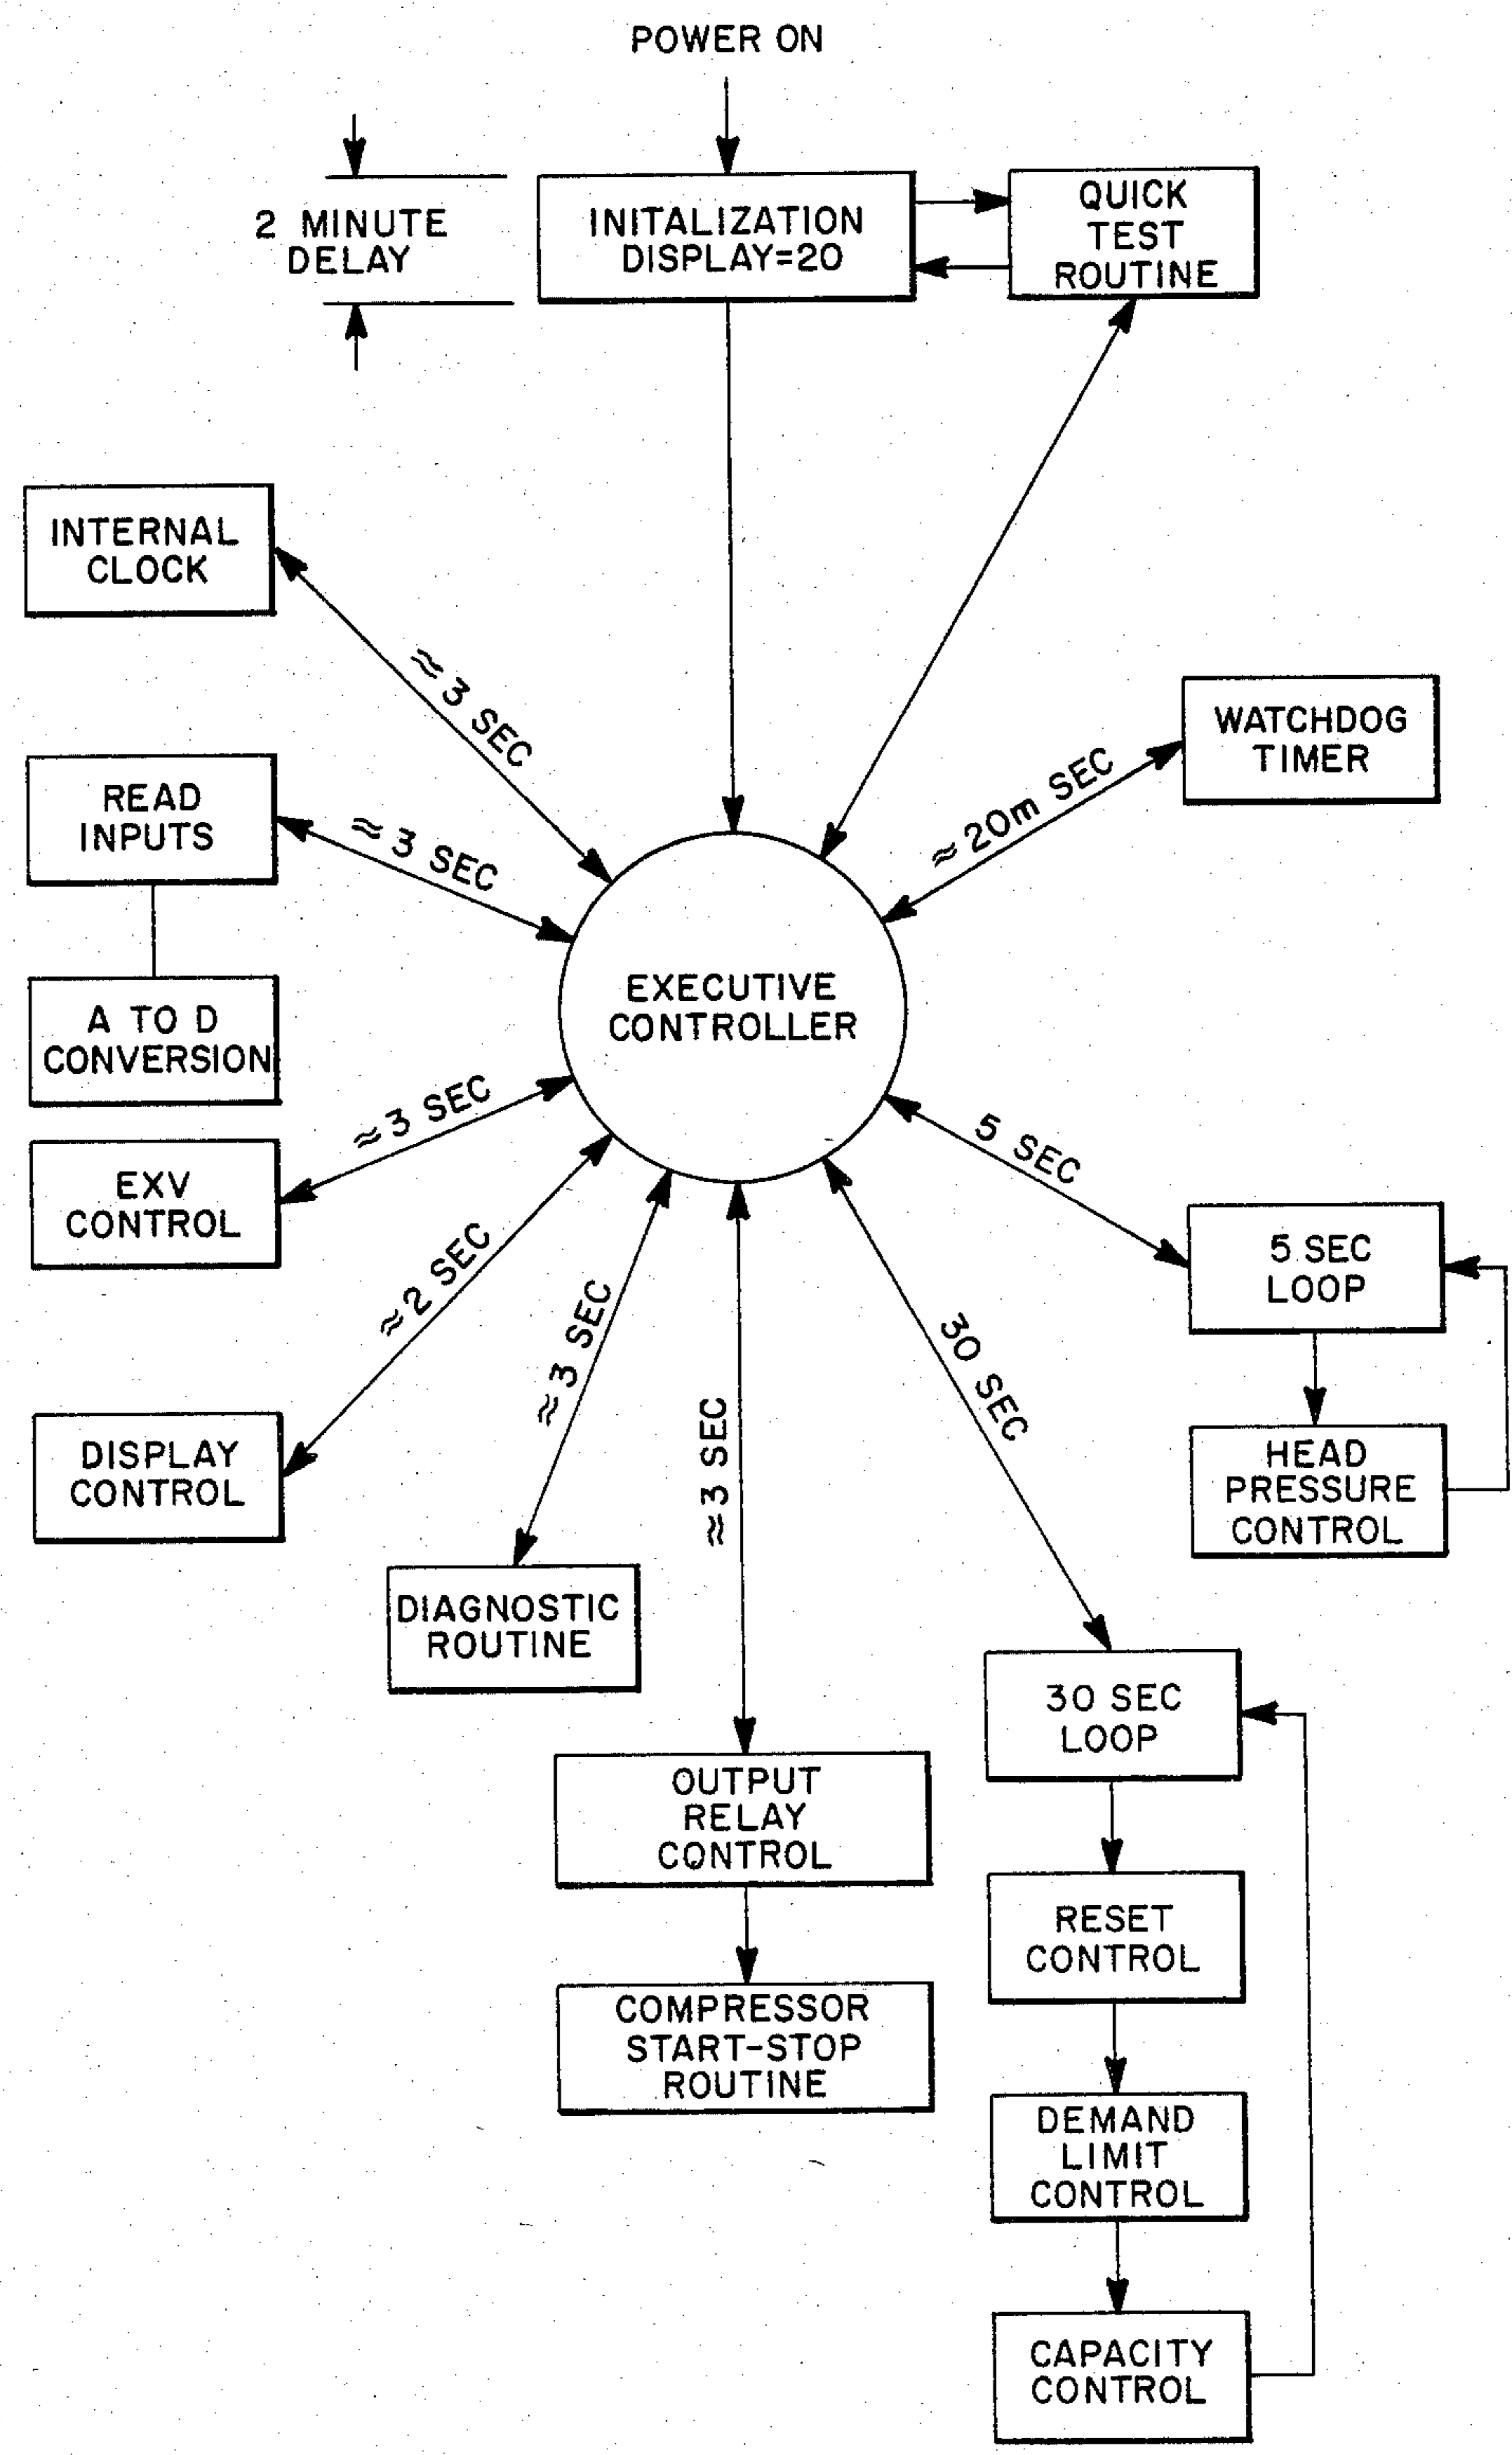 POWER ON
2 MINUTE
DELAY
INITALIZATION
DISPLAY=20
QUICK
TEST
ROUTINE
INTERNAL
CLOCK
≈3 SEC
WATCHDOG
TIMER
≈20m SEC
READ
INPUTS
≈3 SEC
A TO D
CONVERSION
EXECUTIVE
CONTROLLER
≈3 SEC
EXV
CONTROL
5 SEC
5 SEC
LOOP
≈2 SEC
DISPLAY
CONTROL
≈3 SEC
≈3 SEC
30 SEC
HEAD
PRESSURE
CONTROL
DIAGNOSTIC
ROUTINE
30 SEC
LOOP
OUTPUT
RELAY
CONTROL
RESET
CONTROL
COMPRESSOR
START-STOP
ROUTINE
DEMAND
LIMIT
CONTROL
CAPACITY
CONTROL